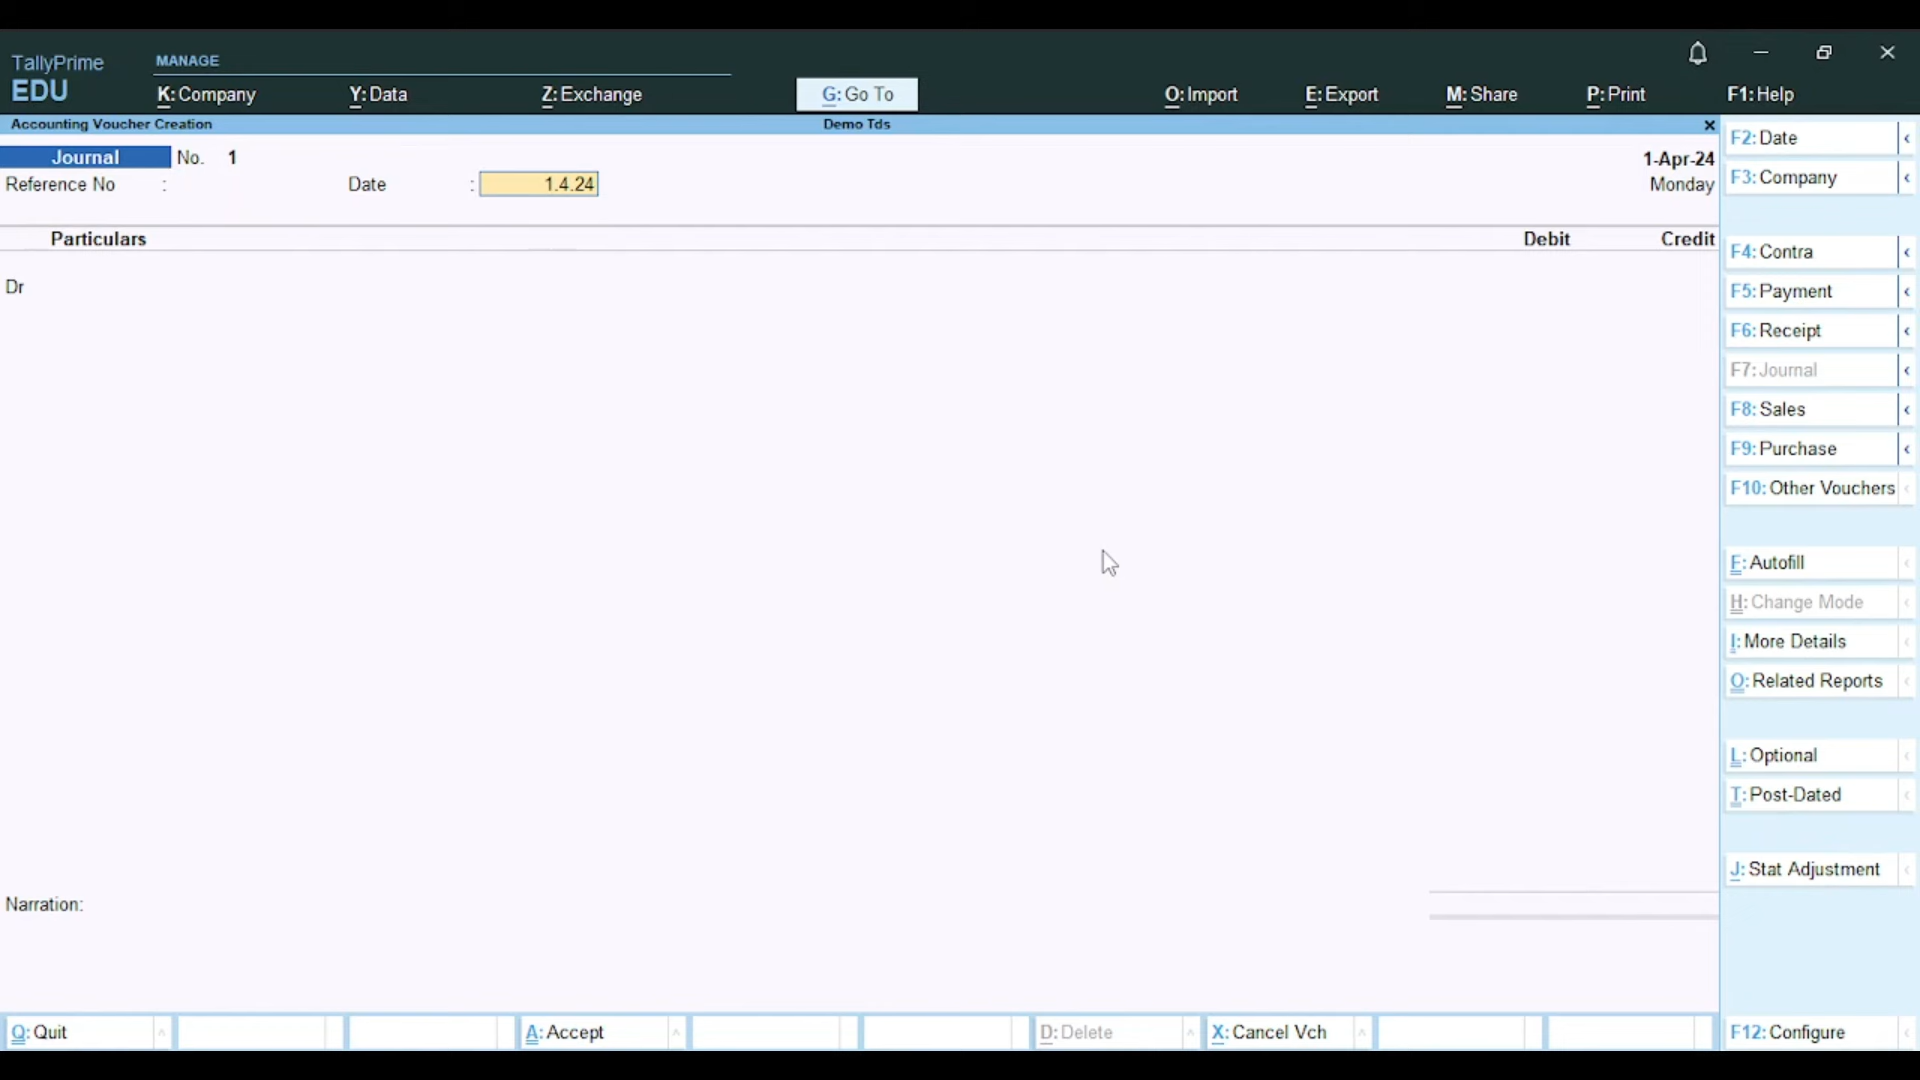 TallyPrime
EDU
MANAGE
K: Company
Y: Data
Z: Exchange
G: Go To
O: Import
E: Export
M: Share
P: Print
F1: Help
Accounting Voucher Creation
Demo Tds
Journal No. 1
1-Apr-24
Reference No :
Date : 1.4.24
Monday
Particulars Debit Credit
Dr
Narration:
F2: Date
F3: Company
F4: Contra
F5: Payment
F6: Receipt
F7: Journal
F8: Sales
F9: Purchase
F10: Other Vouchers
F: Autofill
H: Change Mode
I: More Details
O: Related Reports
L: Optional
T: Post-Dated
J: Stat Adjustment
Q: Quit
A: Accept
D: Delete
X: Cancel Vch
F12: Configure